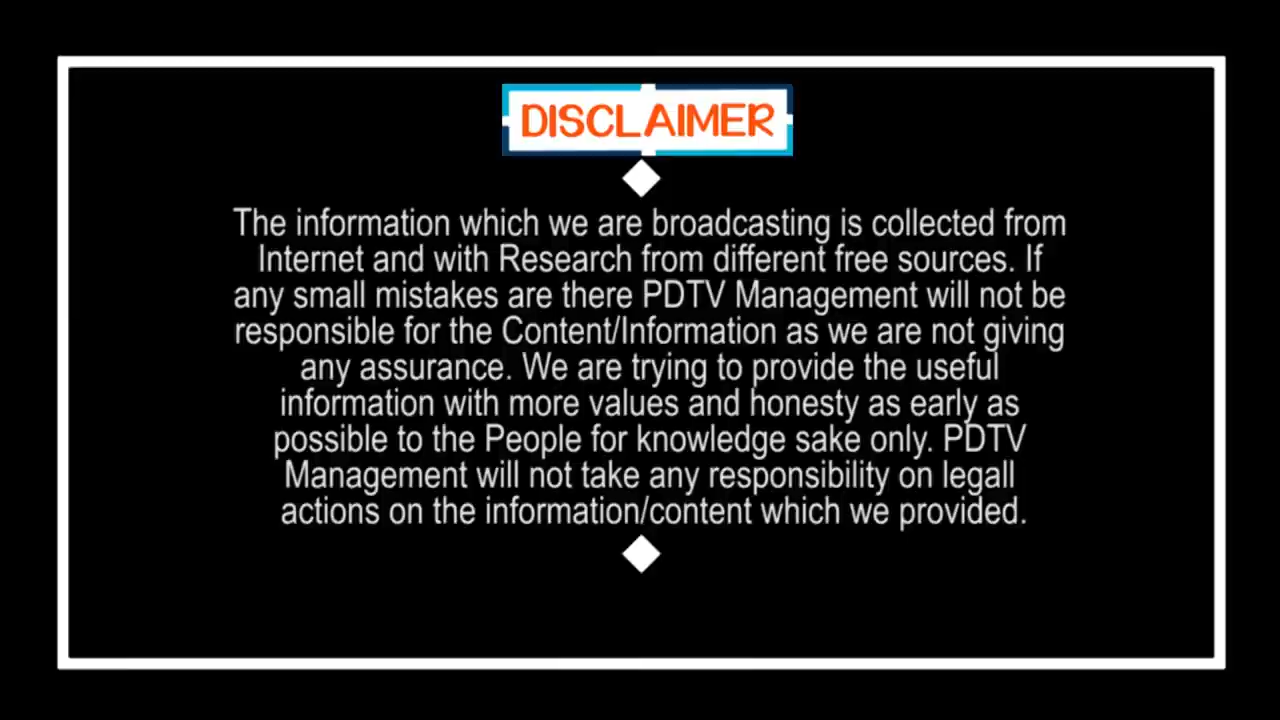 DISCLAIMER
The information which we are broadcasting is collected from
Internet and with Research from different free sources. If
any small mistakes are there PDTV Management will not be
responsible for the Content/Information as we are not giving
any assurance. We are trying to provide the useful
information with more values and honesty as early as
possible to the People for knowledge sake only. PDTV
Management will not take any responsibility on legall
actions on the information/content which we provided.